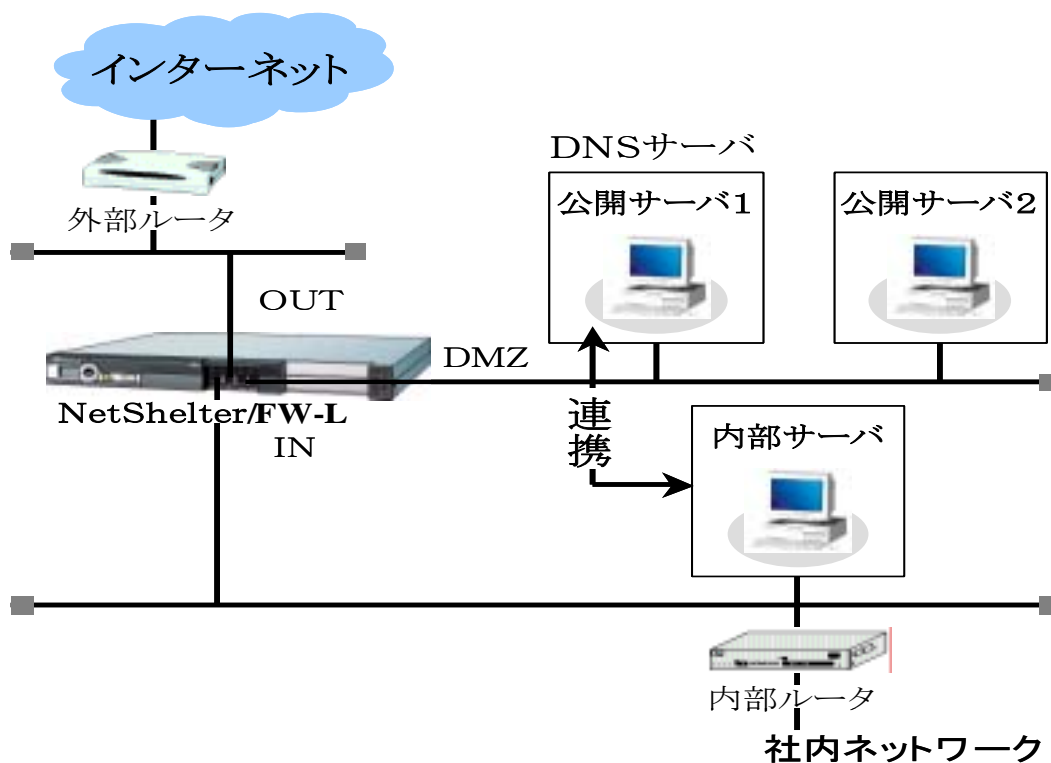 インターネット
外部ルータ
OUT
DNSサーバ
公開サーバ1
公開サーバ2
DMZ
NetShelter/FW-L
IN
連携
内部サーバ
内部ルータ
社内ネットワーク